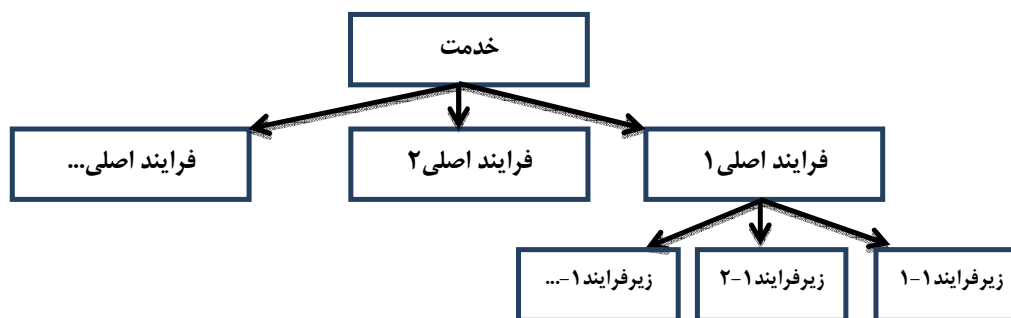 خدمت
فرایند اصلی۱
فرایند اصلی۲
فرایند اصلی...
زیرفرایند۱-۱
زیرفرایند۱-۲
زیرفرایند۱-...